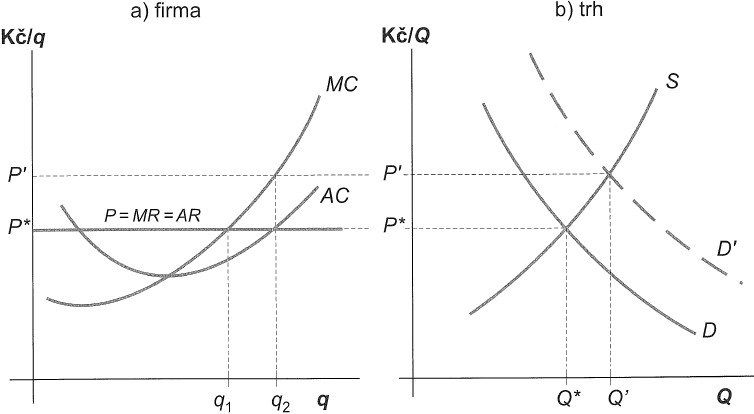 a) firma
Kč/q
MC
P'
AC
P = MR = AR
P*
q1
q2
q
b) trh
Kč/Q
S
P'
P*
D'
D
Q*
Q'
Q